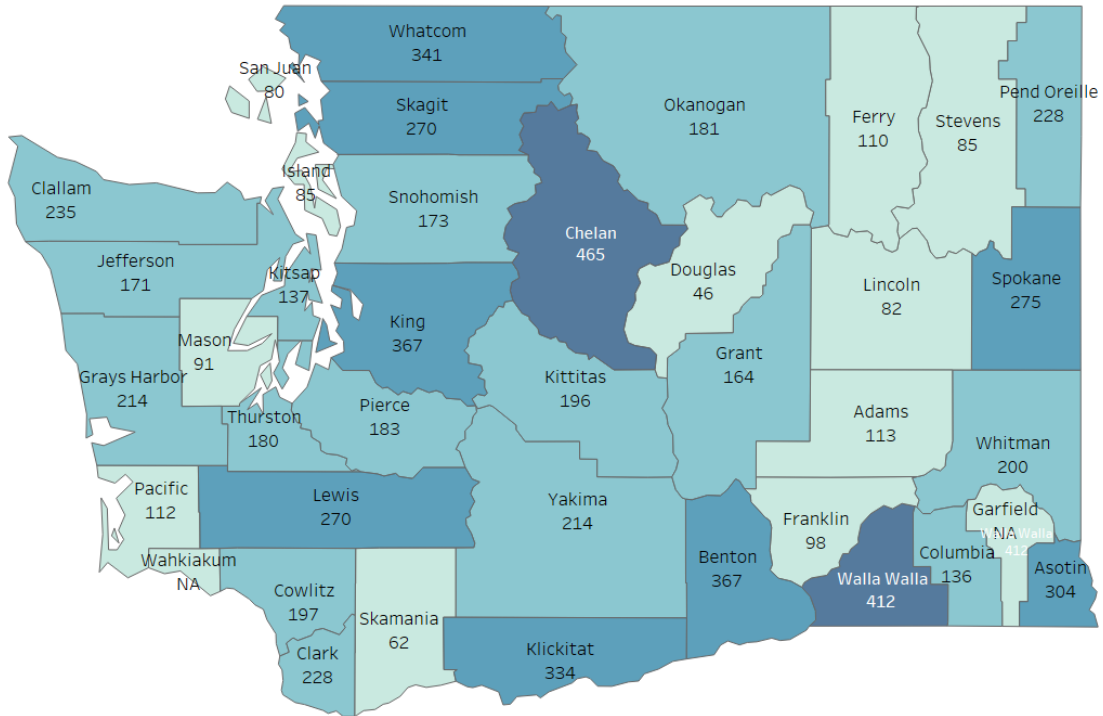 Whatcom
341
San Juan
80
Skagit
270
Okanogan
181
Ferry
110
Stevens
85
Pend Oreille
228
Island
85
Clallam
235
Snohomish
173
Chelan
465
Jefferson
171
Kitsap
137
Douglas
46
Lincoln
82
Spokane
275
King
367
Mason
91
Grant
164
Grays Harbor
214
Kittitas
196
Thurston
180
Pierce
183
Adams
113
Whitman
200
Pacific
112
Lewis
270
Yakima
214
Franklin
98
Garfield
NA
Walla Walla
412
Wahkiakum
NA
Benton
367
Columbia
136
Asotin
304
Walla Walla
412
Cowlitz
197
Skamania
62
Clark
228
Klickitat
334